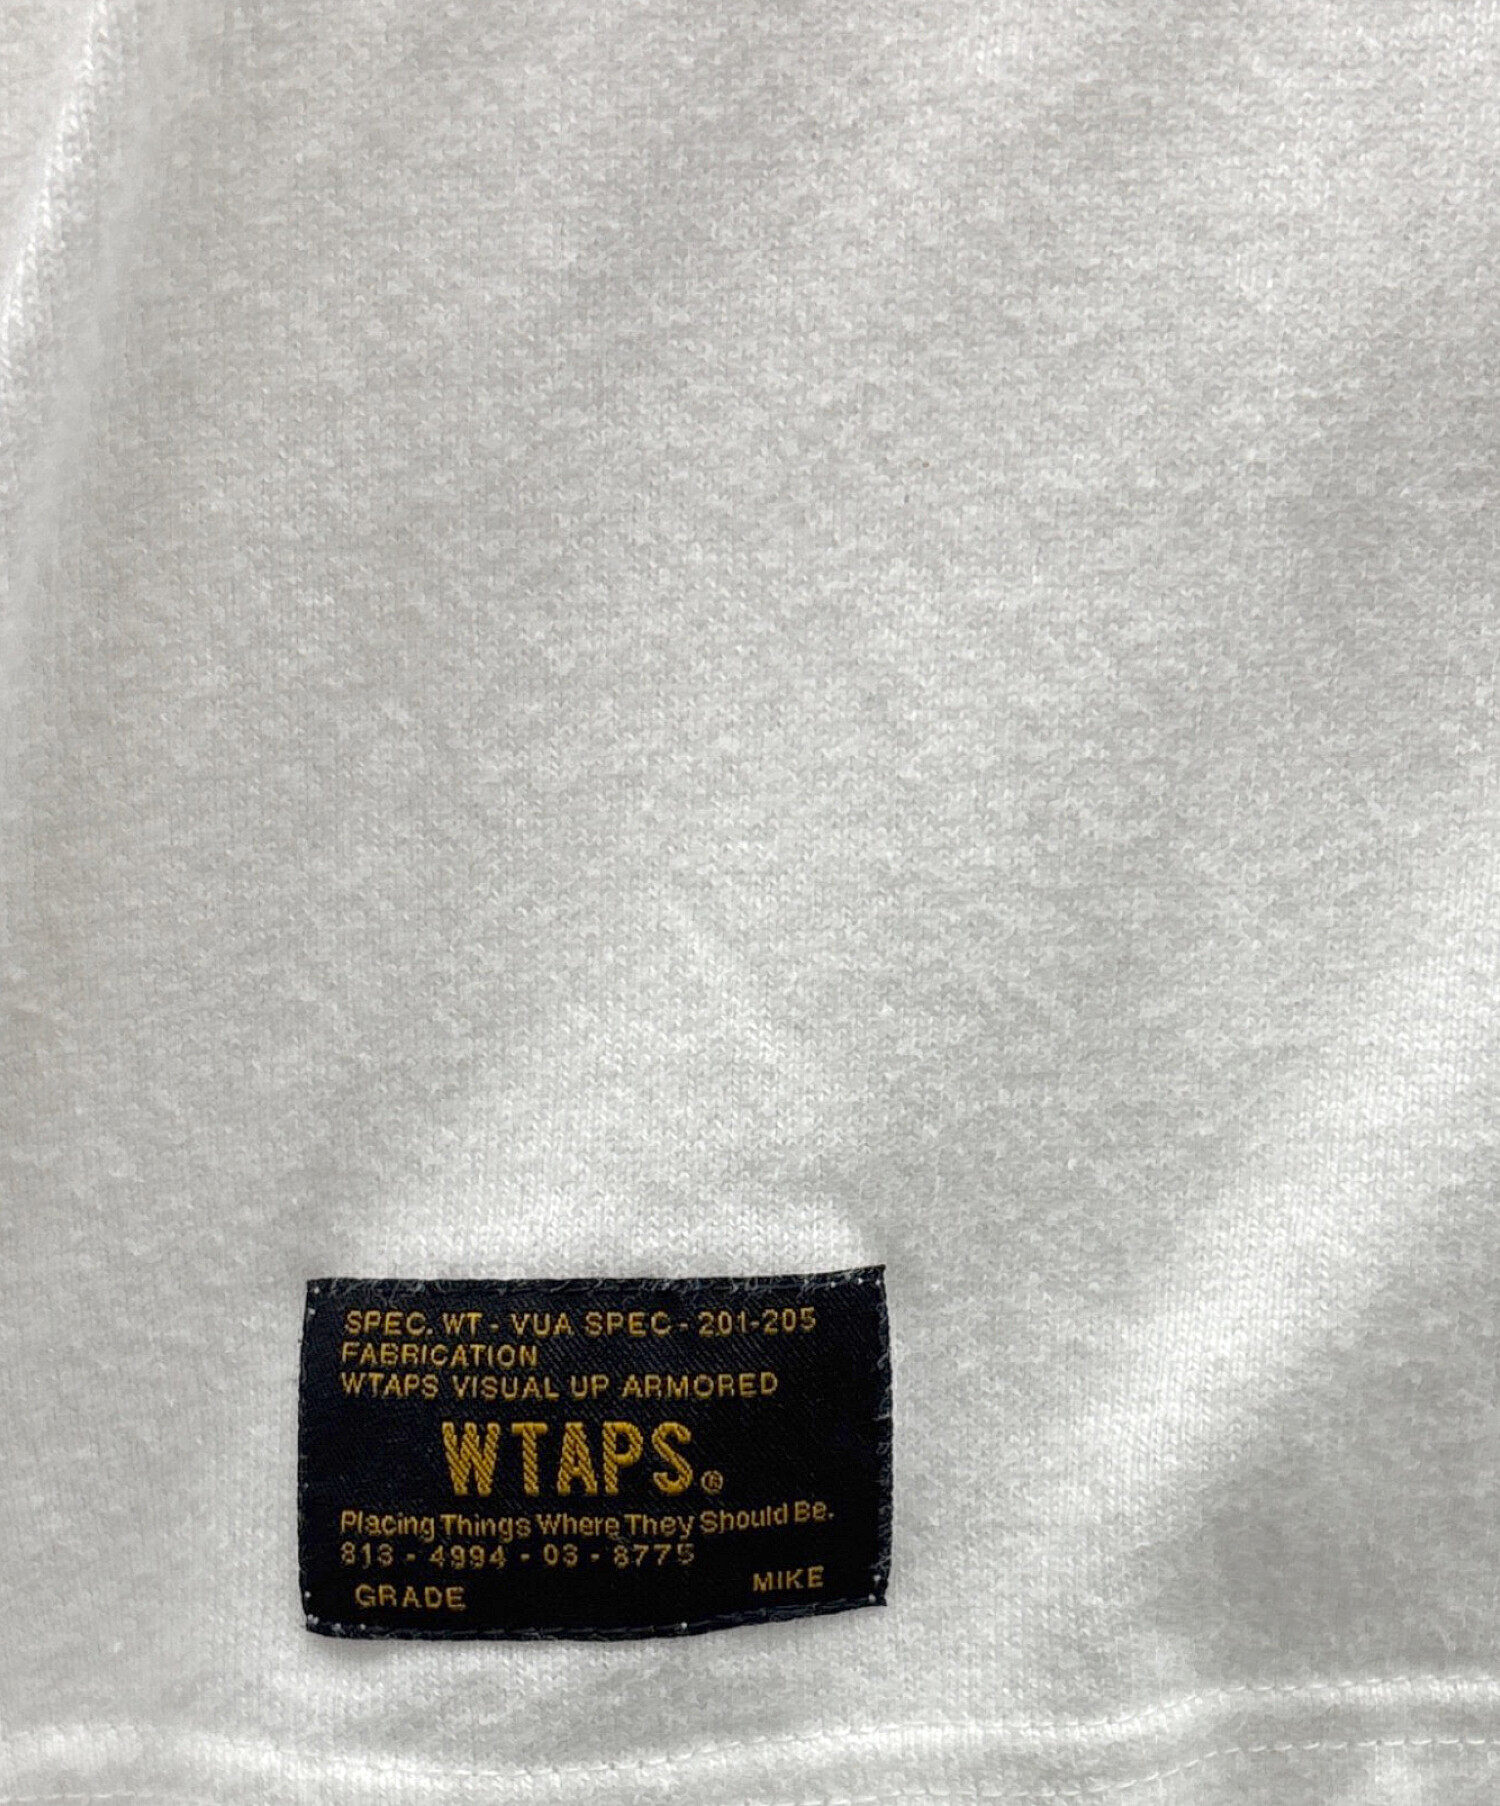 SPEC. WT - VUA SPEC - 201-205
FABRICATION
WTAPS VISUAL UP ARMORED
WTAPS®
Placing Things Where They Should Be.
813 - 4994 - 03 - 8775
GRADE MIKE